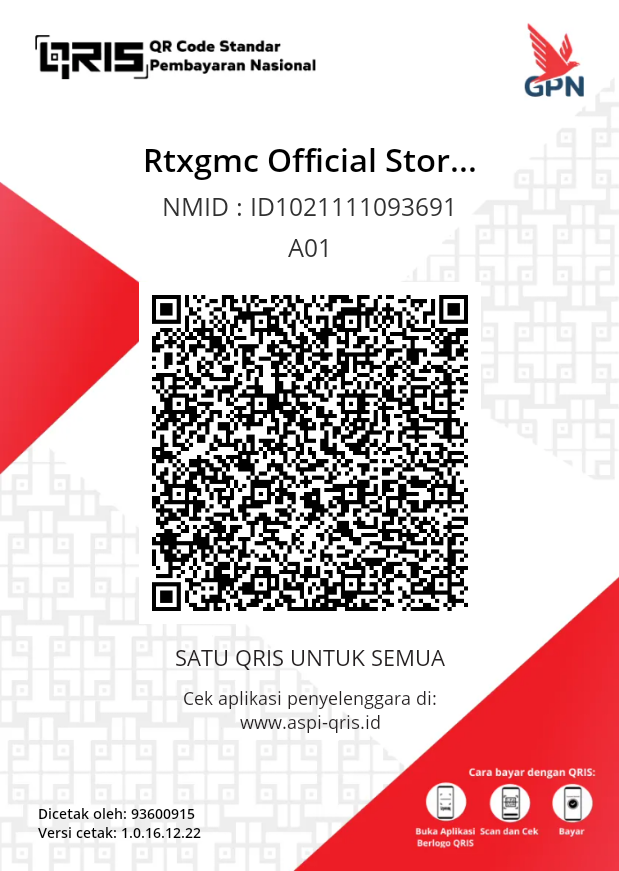 QRIS QR Code Standar
Pembayaran Nasional
GPN
Rtxgmc Official Stor...
NMID : ID1021111093691
A01
SATU QRIS UNTUK SEMUA
Cek aplikasi penyelenggara di:
www.aspi-qris.id
Cara bayar dengan QRIS:
Buka Aplikasi
Berlogo QRIS
Scan dan Cek
Bayar
Dicetak oleh: 93600915
Versi cetak: 1.0.16.12.22